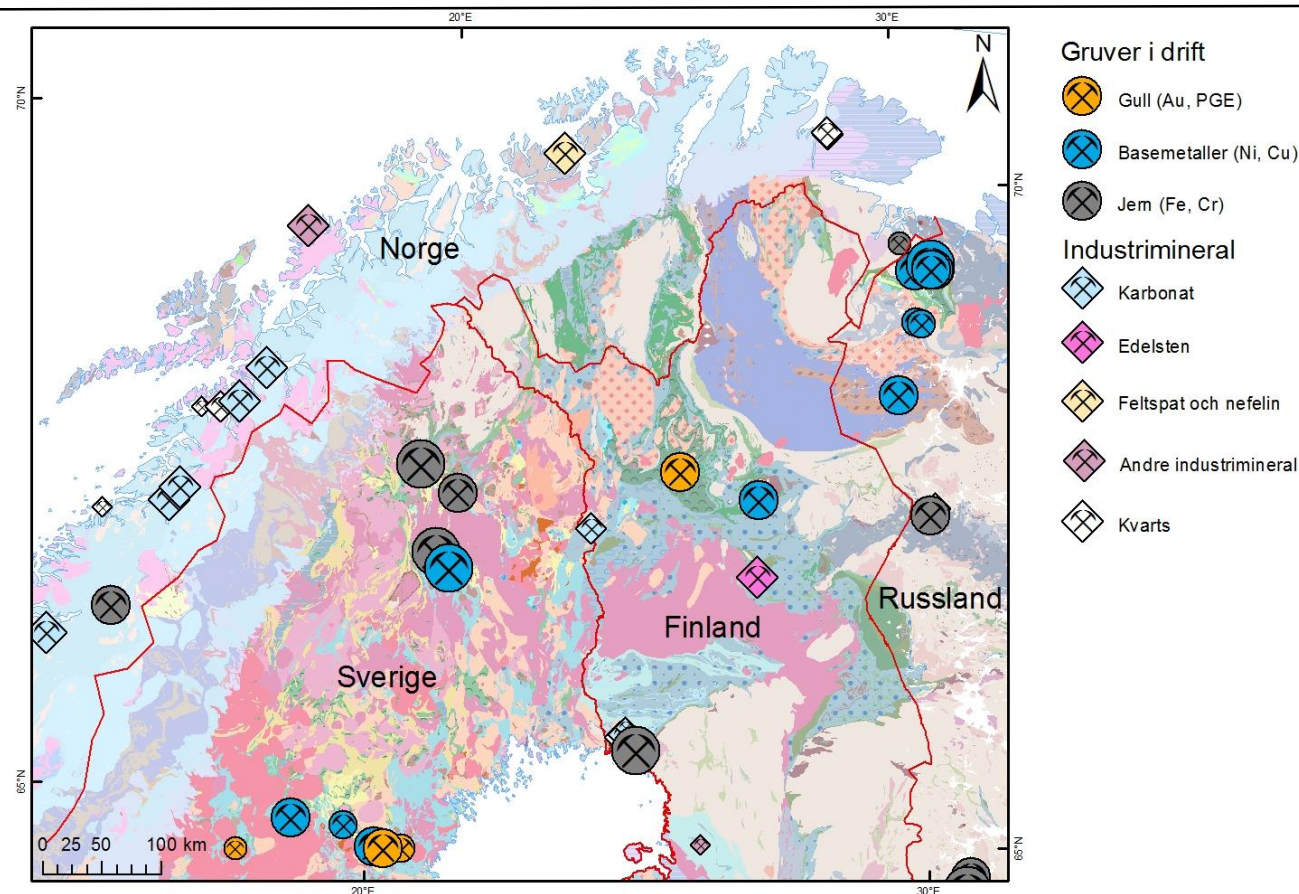 20°E
30°E
N
70°N
70°N
Norge
Sverige
Finland
Russland
65°N
65°N
0 25 50 100 km
20°E
30°E
Gruver i drift
Gull (Au, PGE)
Basemetaller (Ni, Cu)
Jern (Fe, Cr)
Industrimineral
Karbonat
Edelsten
Feltspat och nefelin
Andre industrimineral
Kvarts